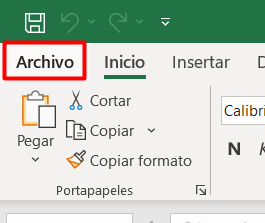 Archivo Inicio Insertar D
Cortar
Copiar
Pegar
Copiar formato
Calibri
N K
Portapapeles